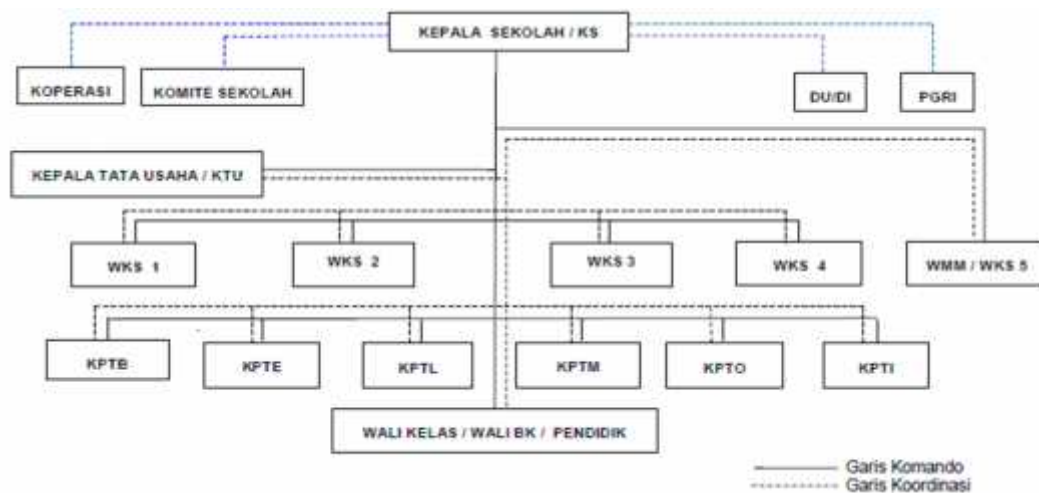 KEPALA SEKOLAH / KS
KOPERASI
KOMITE SEKOLAH
DU/DI
PGRI
KEPALA TATA USAHA / KTU
WKS 1
WKS 2
WKS 3
WKS 4
WMM / WKS 5
KPTB
KPTE
KPTL
KPTM
KPTO
KPTI
WALI KELAS / WALI BK / PENDIDIK
Garis Komando
Garis Koordinasi